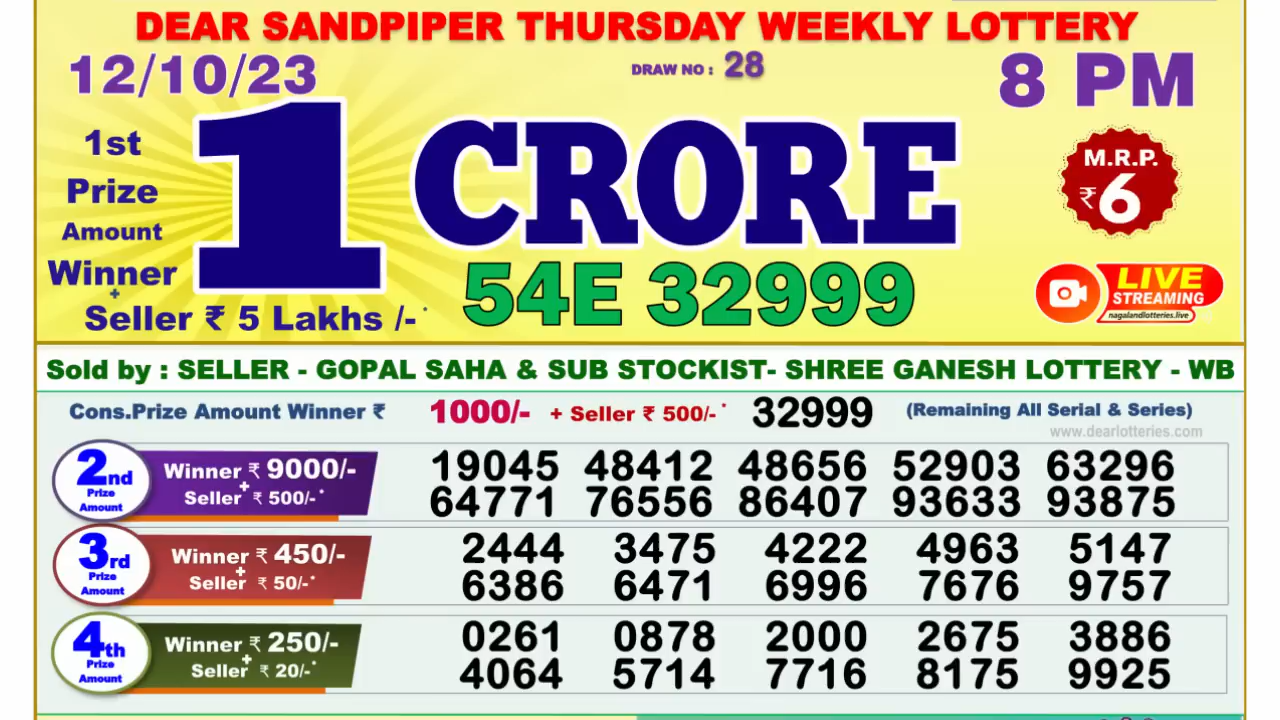 DEAR SANDPIPER THURSDAY WEEKLY LOTTERY
12/10/23 DRAW NO : 28 8 PM
1st
Prize
Amount
Winner
+
Seller ₹ 5 Lakhs /-*
1 CRORE
54E 32999
M.R.P.
₹6
LIVE
STREAMING
nagalandlotteries.live
Sold by : SELLER - GOPAL SAHA & SUB STOCKIST- SHREE GANESH LOTTERY - WB
Cons.Prize Amount Winner ₹ 1000/- + Seller ₹ 500/-* 32999 (Remaining All Serial & Series)
www.dearlotteries.com
2nd
Prize
Amount
Winner ₹ 9000/-
+
Seller ₹ 500/-*
19045 48412 48656 52903 63296
64771 76556 86407 93633 93875
3rd
Prize
Amount
Winner ₹ 450/-
+
Seller ₹ 50/-*
2444 3475 4222 4963 5147
6386 6471 6996 7676 9757
4th
Prize
Amount
Winner ₹ 250/-
+
Seller ₹ 20/-*
0261 0878 2000 2675 3886
4064 5714 7716 8175 9925